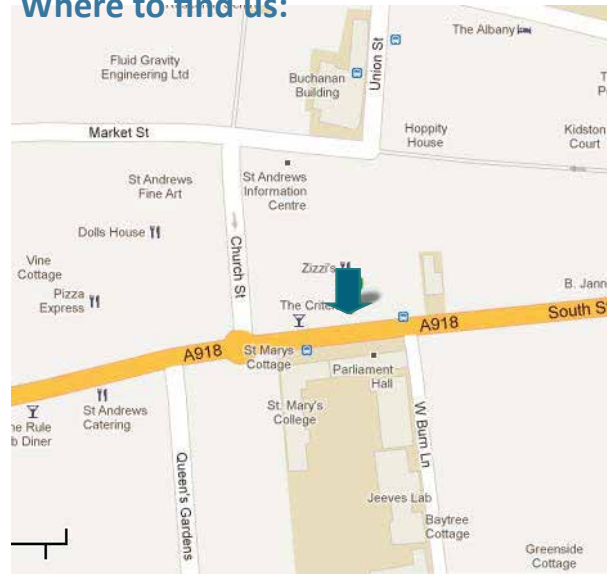 Where to find us:
The Albany
Union St
Fluid Gravity
Engineering Ltd
Buchanan
Building
Market St
Hoppity
House
Kidston
Court
St Andrews
Fine Art
St Andrews
Information
Centre
Dolls House
Church St
Vine
Cottage
Zizzi's
Pizza
Express
The Crite
B. Jann
South S
A918
A918
St Marys
Cottage
Parliament
Hall
St Andrews
Catering
St. Mary's
College
W Burn Ln
Rule
Diner
Queen's Gardens
Jeeves Lab
Baytree
Cottage
Greenside
Cottage